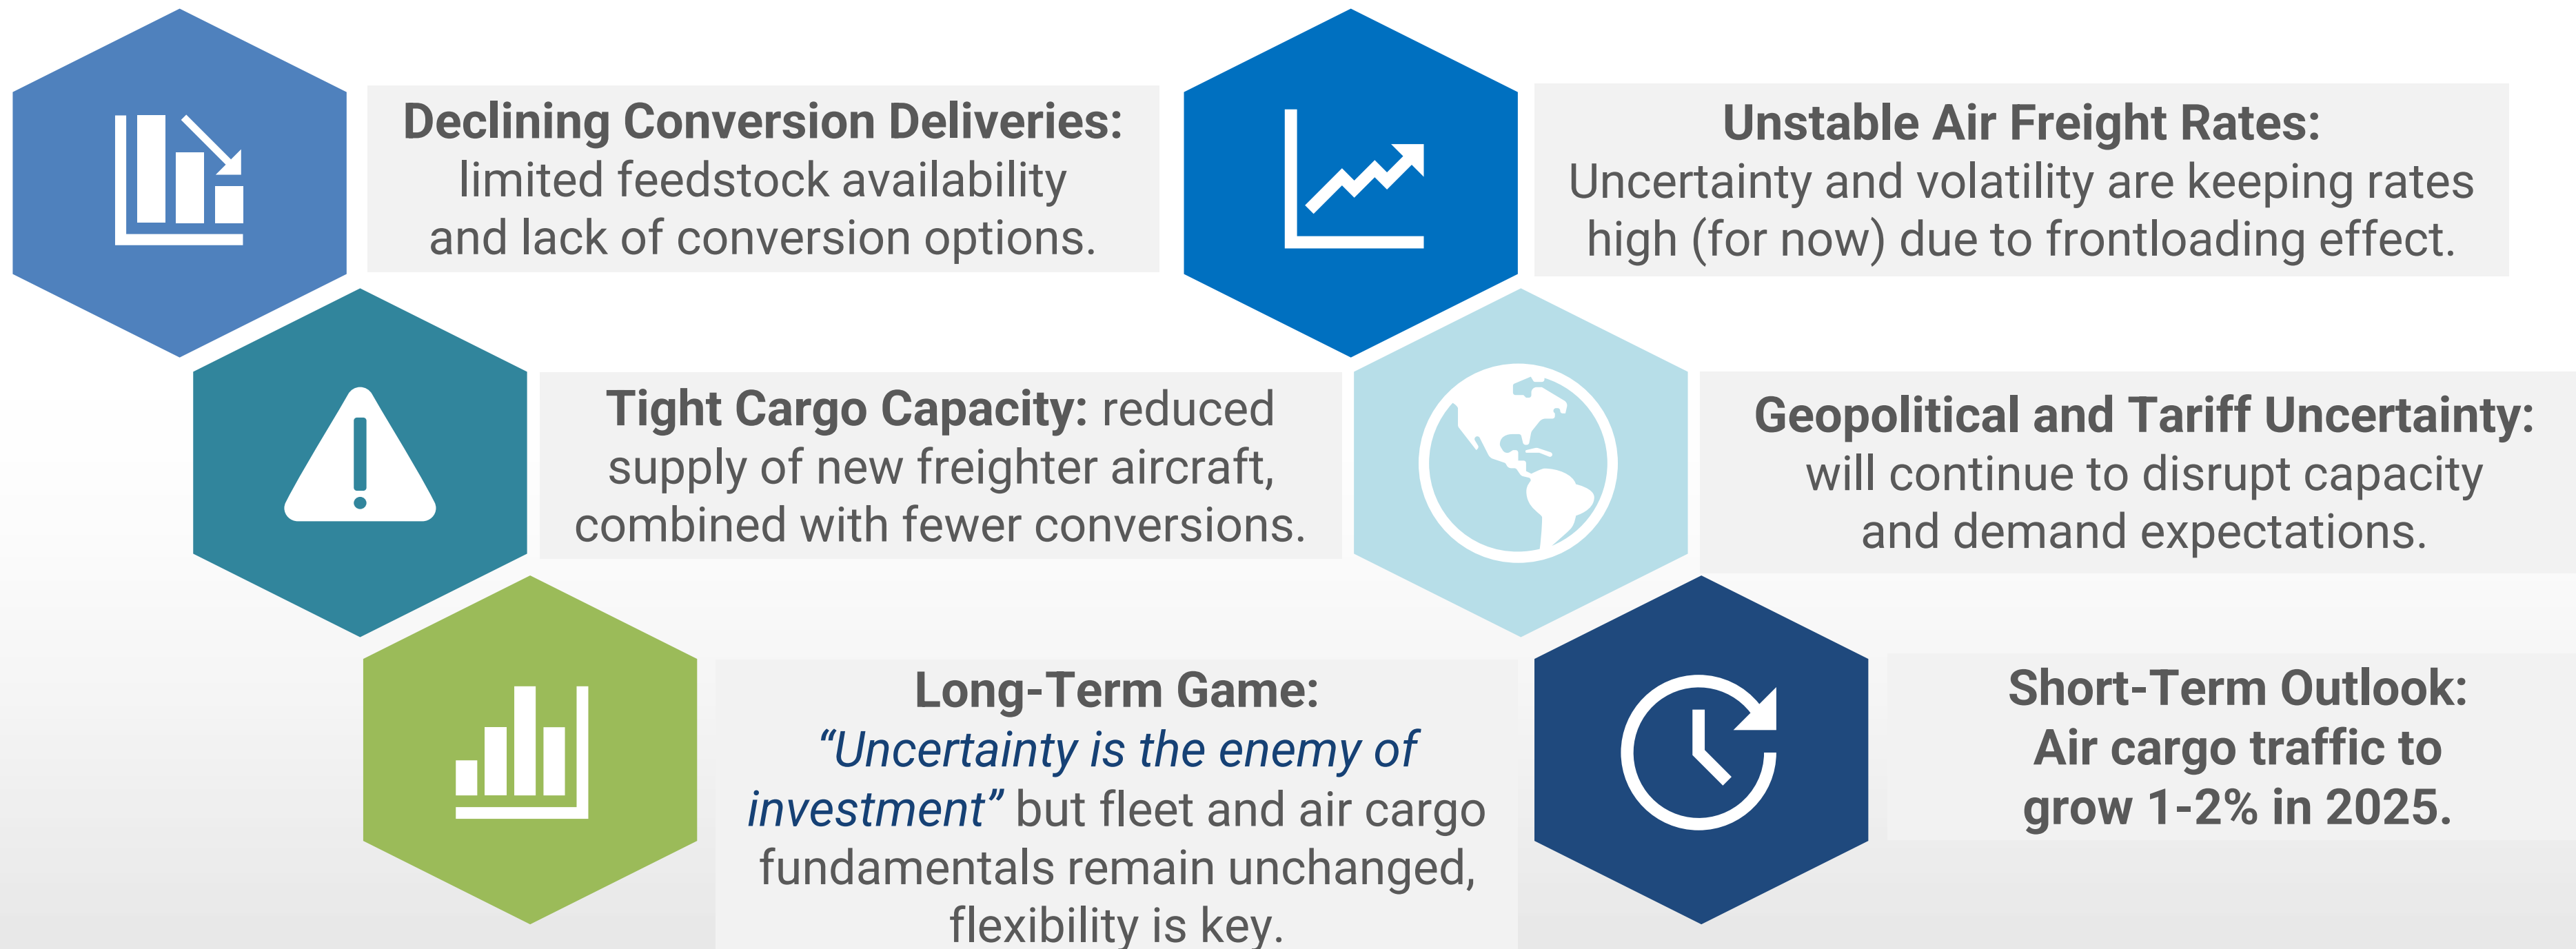 Declining Conversion Deliveries:
limited feedstock availability
and lack of conversion options.
Tight Cargo Capacity: reduced
supply of new freighter aircraft,
combined with fewer conversions.
Long-Term Game:
“Uncertainty is the enemy of
investment” but fleet and air cargo
fundamentals remain unchanged,
flexibility is key.
Unstable Air Freight Rates:
Uncertainty and volatility are keeping rates
high (for now) due to frontloading effect.
Geopolitical and Tariff Uncertainty:
will continue to disrupt capacity
and demand expectations.
Short-Term Outlook:
Air cargo traffic to
grow 1-2% in 2025.